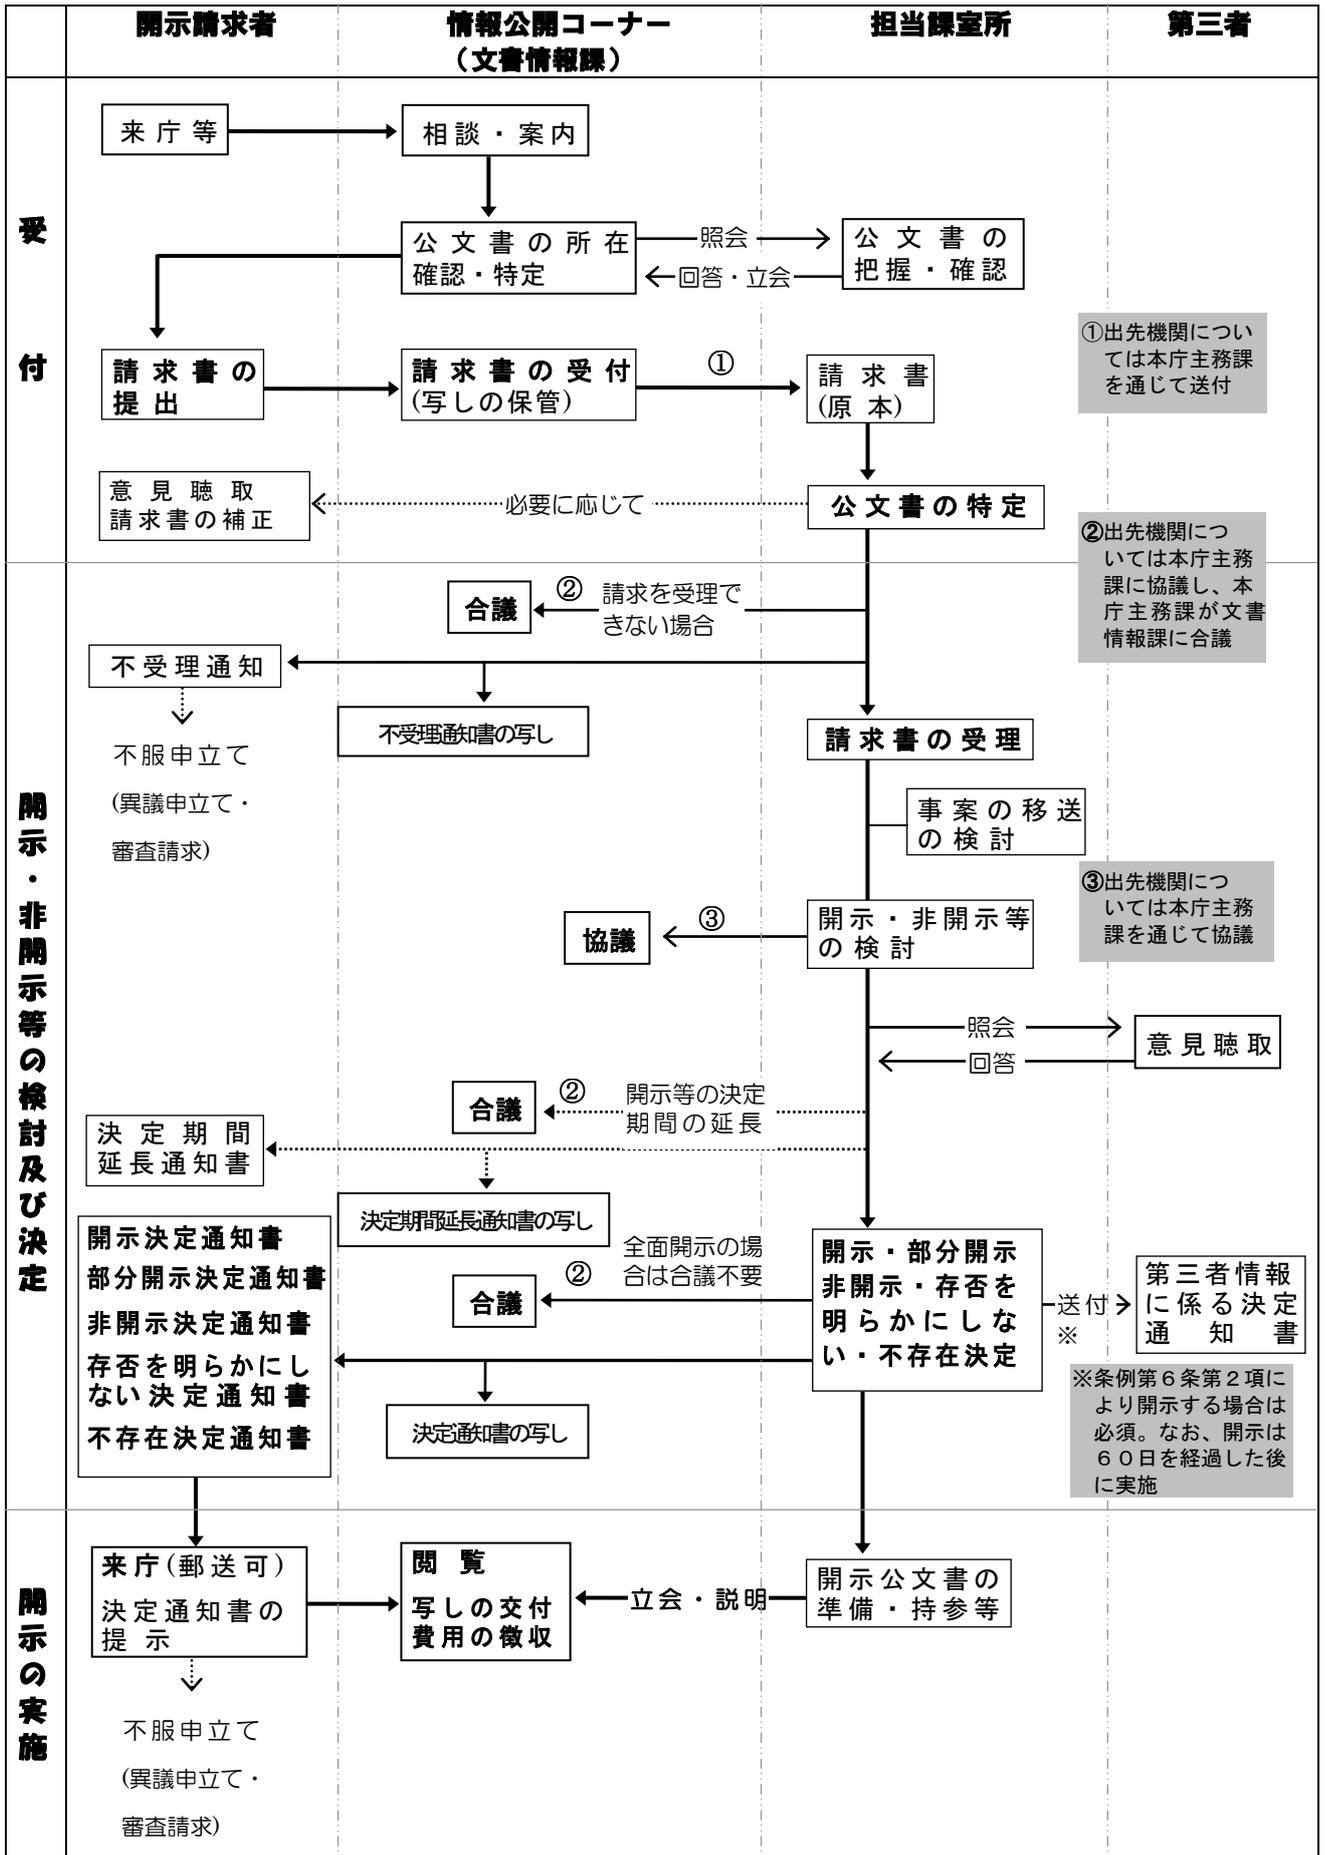 開示請求者
情報公開コーナー
（文書情報課）
担当課室所
第三者
受付
来庁等
相談・案内
公文書の所在
確認・特定
照会
回答・立会
公文書の
把握・確認
請求書の
提出
請求書の受付
(写しの保管)
①
請求書
(原本)
①出先機関につい
ては本庁主務課
を通じて送付
意見聴取
請求書の補正
必要に応じて
公文書の特定
②出先機関につ
いては本庁主務
課に協議し、本
庁主務課が文書
情報課に合議
開示・非開示等の検討及び決定
合議
②
請求を受理で
きない場合
不受理通知
不受理通知書の写し
不服申立て
(異議申立て・
審査請求)
請求書の受理
事案の移送
の検討
協議
③
開示・非開示等
の検討
③出先機関につ
いては本庁主務
課を通じて協議
照会
回答
意見聴取
合議
②
開示等の決定
期間の延長
決定期間
延長通知書
決定期間延長通知書の写し
開示決定通知書
部分開示決定通知書
非開示決定通知書
存否を明らかにし
ない決定通知書
不存在決定通知書
合議
②
全面開示の場
合は合議不要
決定通知書の写し
開示・部分開示
非開示・存否を
明らかにしな
い・不存在決定
送付
※
第三者情報
に係る決定
通知書
※条例第６条第２項に
より開示する場合は
必須。なお、開示は
６０日を経過した後
に実施
開示の実施
来庁(郵送可)
決定通知書の
提示
閲覧
写しの交付
費用の徴収
立会・説明
開示公文書の
準備・持参等
不服申立て
(異議申立て・
審査請求)